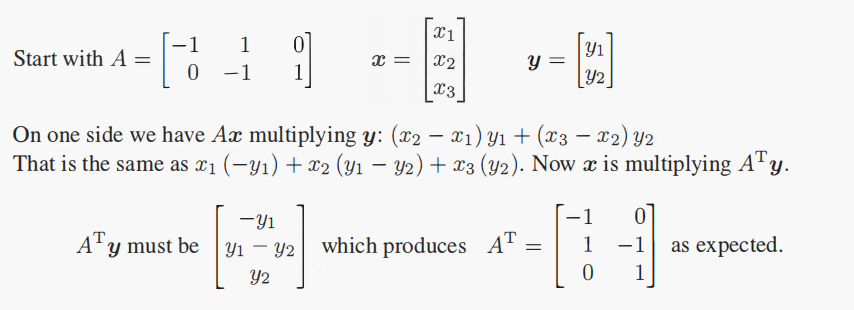 Start with A = [−1 1 0; 0 −1 1] x = [x₁; x₂; x₃] y = [y₁; y₂]
On one side we have Ax multiplying y: (x₂ − x₁) y₁ + (x₃ − x₂) y₂
That is the same as x₁ (−y₁) + x₂ (y₁ − y₂) + x₃ (y₂). Now x is multiplying Aᵀy.
Aᵀy must be [−y₁; y₁ − y₂; y₂] which produces Aᵀ = [−1 0; 1 −1; 0 1] as expected.